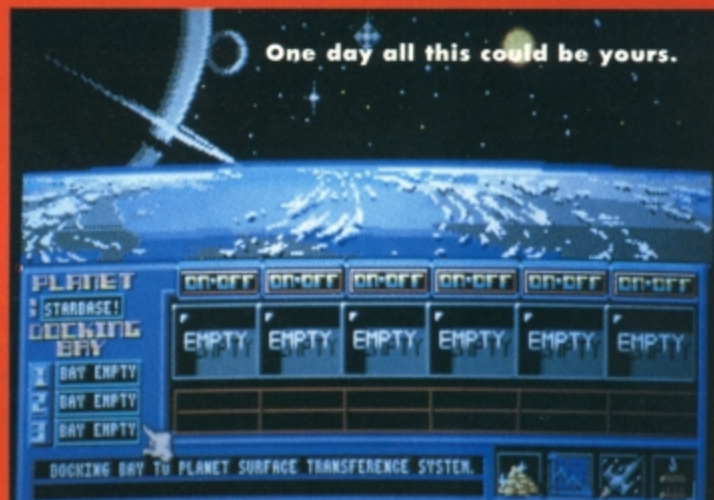 One day all this could be yours.
PLANET
ON•OFF ON•OFF ON•OFF ON•OFF ON•OFF ON•OFF
STARBASE!
DOCKING
BAY
EMPTY EMPTY EMPTY EMPTY EMPTY EMPTY
1 BAY EMPTY
2 BAY EMPTY
3 BAY EMPTY
DOCKING BAY TO PLANET SURFACE TRANSFERENCE SYSTEM.